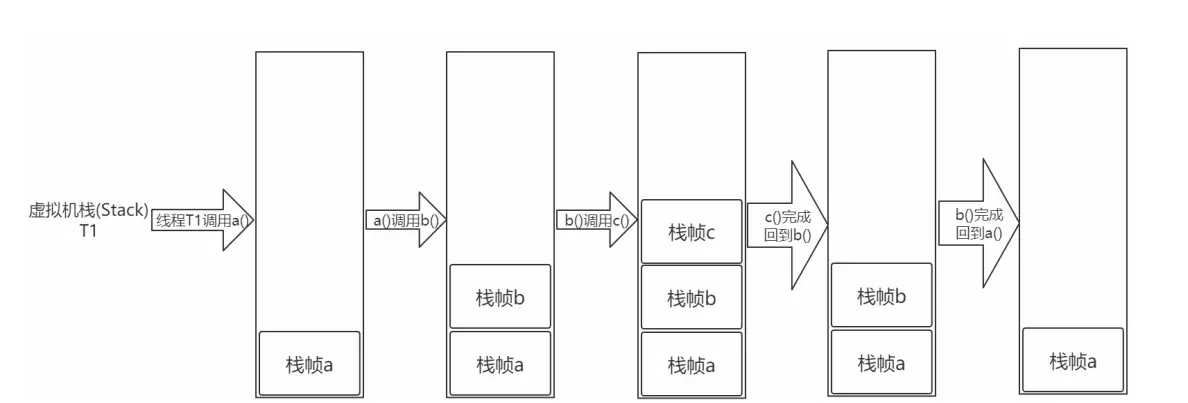 虚拟机栈(Stack)
T1
线程T1调用a()
栈帧a
a()调用b()
栈帧b
栈帧a
b()调用c()
栈帧c
栈帧b
栈帧a
c()完成
回到b()
栈帧b
栈帧a
b()完成
回到a()
栈帧a